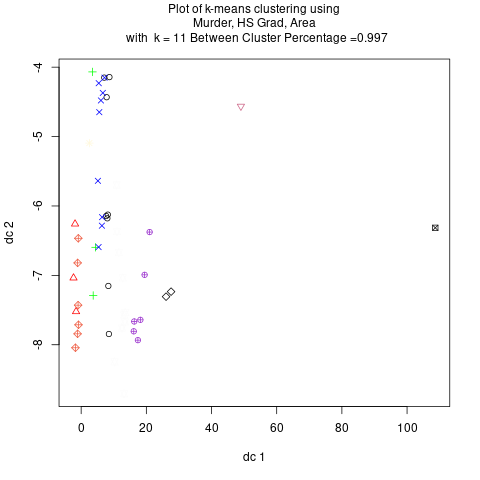 Plot of k-means clustering using
Murder, HS Grad, Area
with k = 11 Between Cluster Percentage =0.997
-4
-5
-6
-7
-8
dc 2
0 20 40 60 80 100
dc 1